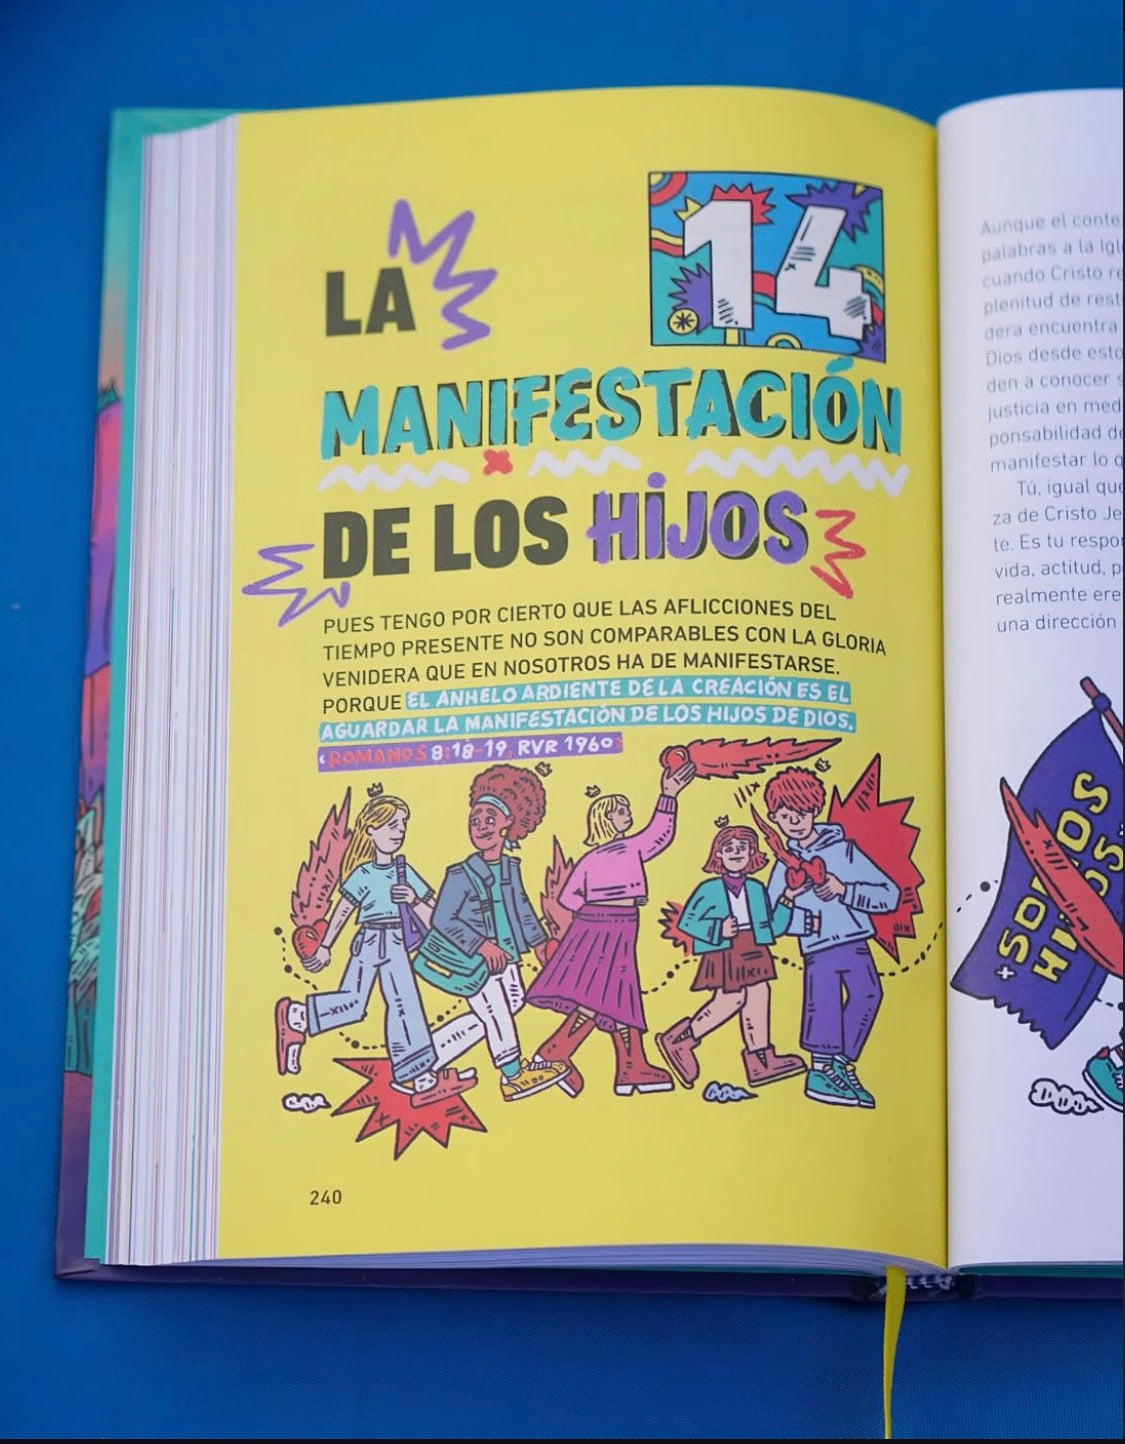 LA
14
MANIFESTACIÓN
DE LOS HIJOS
PUES TENGO POR CIERTO QUE LAS AFLICCIONES DEL
TIEMPO PRESENTE NO SON COMPARABLES CON LA GLORIA
VENIDERA QUE EN NOSOTROS HA DE MANIFESTARSE.
PORQUE EL ANHELO ARDIENTE DE LA CREACIÓN ES EL
AGUARDAR LA MANIFESTACIÓN DE LOS HIJOS DE DIOS.
(ROMANOS 8:18-19, RVR 1960)
240
Aunque el conte
palabras a la Igl
cuando Cristo re
plenitud de rest
dera encuentra
Dios desde esto
den a conocer s
justicia en med
ponsabilidad de
manifestar lo q
Tú, igual que
za de Cristo Je
te. Es tu respo
vida, actitud, p
realmente ere
una dirección